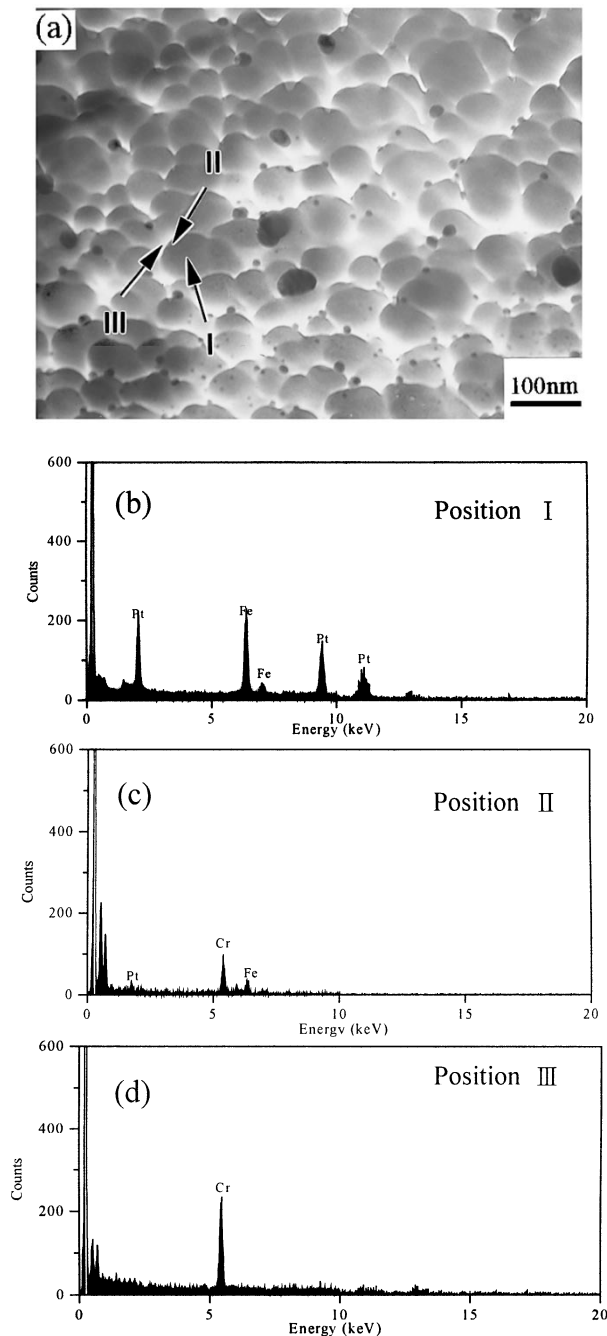 (a)
II
III
I
100nm
600
400
200
0
Counts
(b)
Position I
Pt
Fe
Fe
Pt
Pt
0
5
10
15
20
Energy (keV)
600
400
200
0
Counts
(c)
Position II
Pt
Cr
Fe
0
5
10
15
20
Energy (keV)
600
400
200
0
Counts
(d)
Position III
Cr
0
5
10
15
20
Energy (keV)